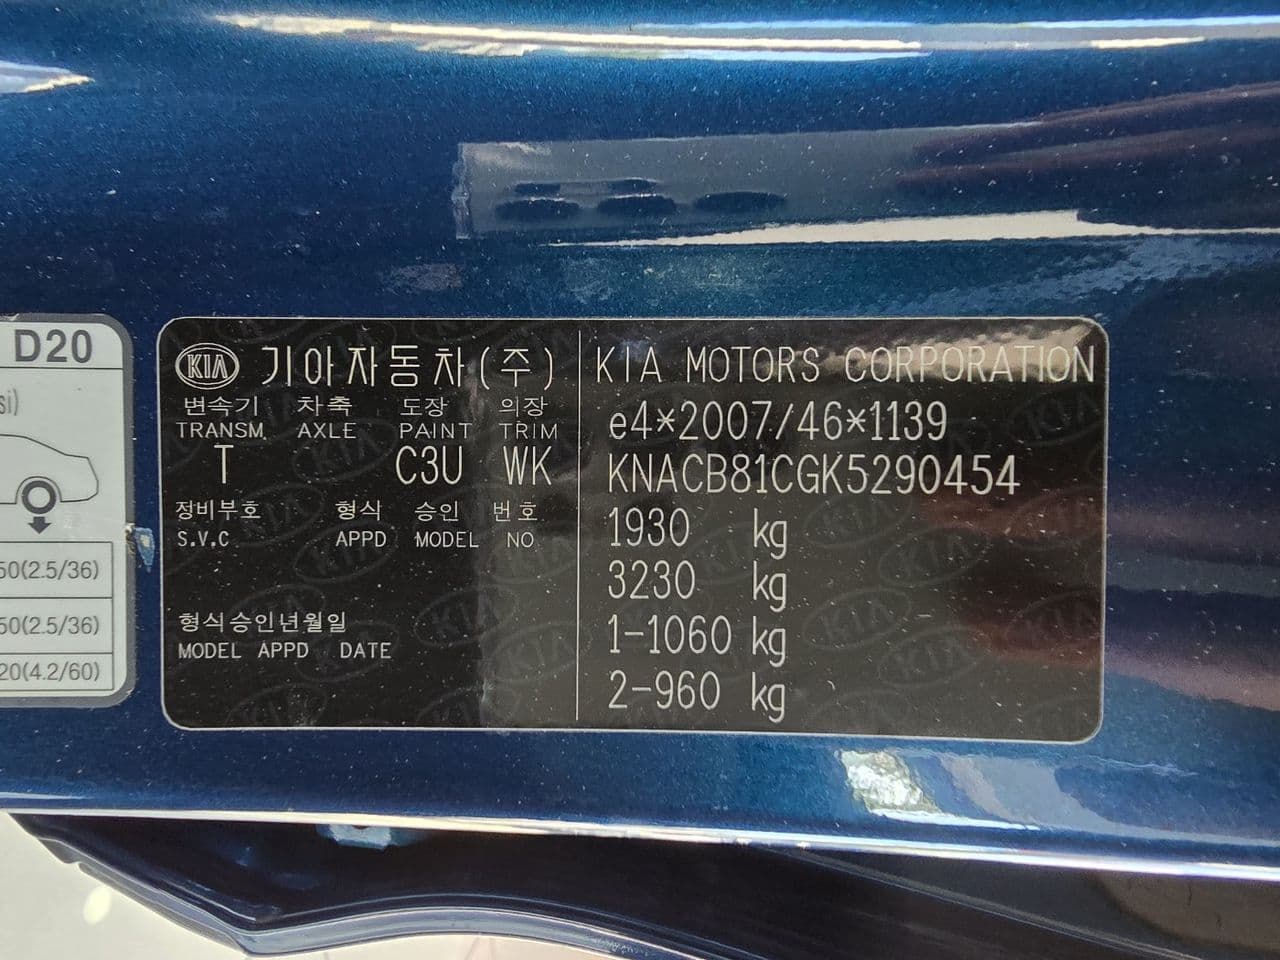 D20
si)
50(2.5/36)
50(2.5/36)
20(4.2/60)
KIA 기아자동차(주)
변속기 차축 도장 의장
TRANSM. AXLE PAINT TRIM
T C3U WK
장비부호 형식 승인 번호
S.V.C APPD MODEL NO
형식승인년월일
MODEL APPD DATE
KIA MOTORS CORPORATION
e4*2007/46*1139
KNACB81CGK5290454
1930 kg
3230 kg
1-1060 kg
2-960 kg